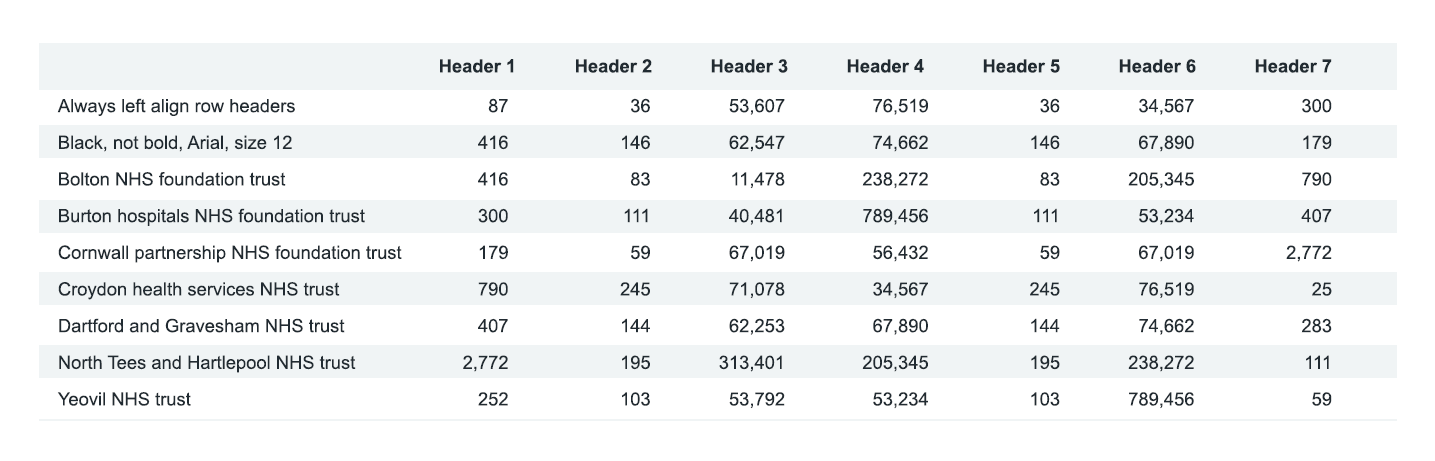 Header 1 Header 2 Header 3 Header 4 Header 5 Header 6 Header 7
Always left align row headers 87 36 53,607 76,519 36 34,567 300
Black, not bold, Arial, size 12 416 146 62,547 74,662 146 67,890 179
Bolton NHS foundation trust 416 83 11,478 238,272 83 205,345 790
Burton hospitals NHS foundation trust 300 111 40,481 789,456 111 53,234 407
Cornwall partnership NHS foundation trust 179 59 67,019 56,432 59 67,019 2,772
Croydon health services NHS trust 790 245 71,078 34,567 245 76,519 25
Dartford and Gravesham NHS trust 407 144 62,253 67,890 144 74,662 283
North Tees and Hartlepool NHS trust 2,772 195 313,401 205,345 195 238,272 111
Yeovil NHS trust 252 103 53,792 53,234 103 789,456 59